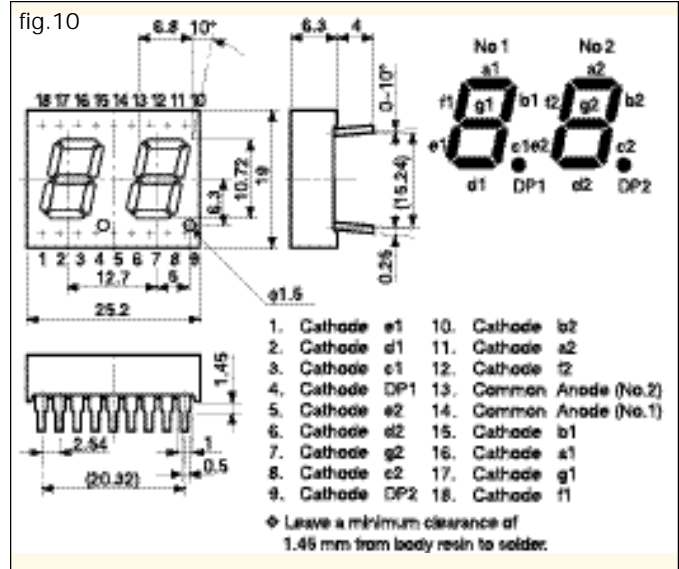 fig.10
6.8 10°
6.3 4
No 1 No 2
a1 a2
f1 g1 b1 f2 g2 b2
e1 c1 e2 c2
d1 DP1 d2 DP2
18 17 16 15 14 13 12 11 10
0~10°
(15.24)
0.25
10.72
19
6.3
1 2 3 4 5 6 7 8 9
12.7 5
25.2
φ1.5
1.45
2.54 1
0.5
(20.32)
1. Cathode e1 10. Cathode b2
2. Cathode d1 11. Cathode a2
3. Cathode c1 12. Cathode f2
4. Cathode DP1 13. Common Anode (No.2)
5. Cathode e2 14. Common Anode (No.1)
6. Cathode d2 15. Cathode b1
7. Cathode g2 16. Cathode a1
8. Cathode c2 17. Cathode g1
9. Cathode DP2 18. Cathode f1
❖ Leave a minimum clearance of
1.45 mm from body resin to solder.